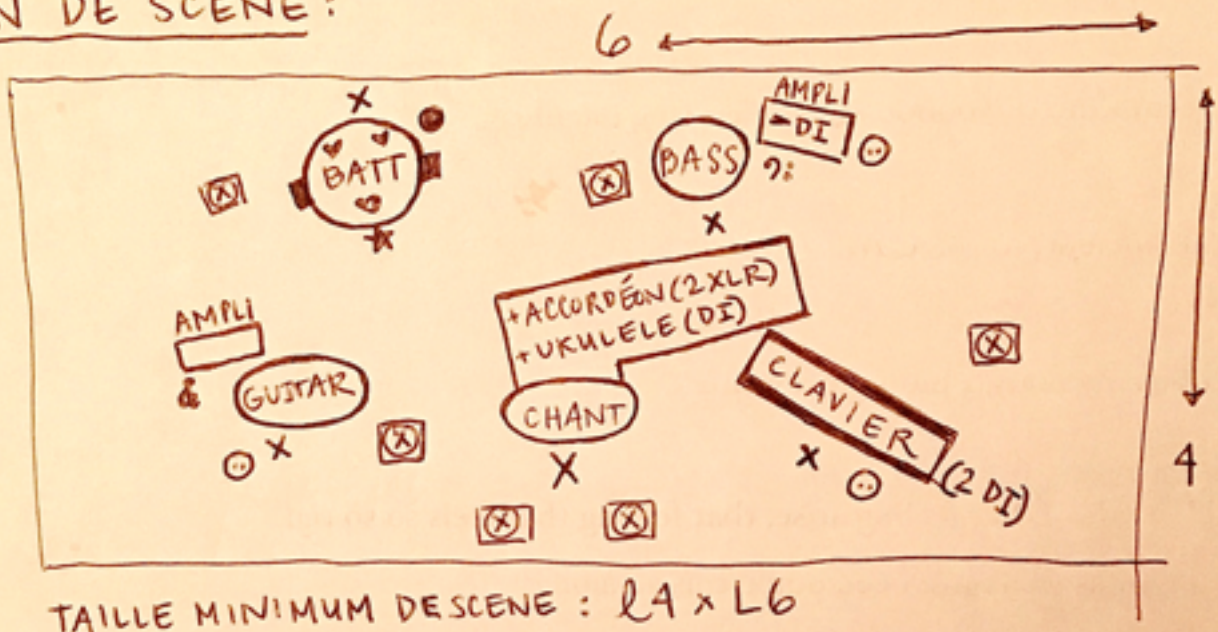 N DE SCENE:
6
AMPLI
DI
BATT
BASS
+ACCORDÉON (2XLR)
+UKULELE (DI)
AMPLI
GUITAR
CHANT
CLAVIER
(2 DI)
4
TAILLE MINIMUM DE SCENE : l4 x L6